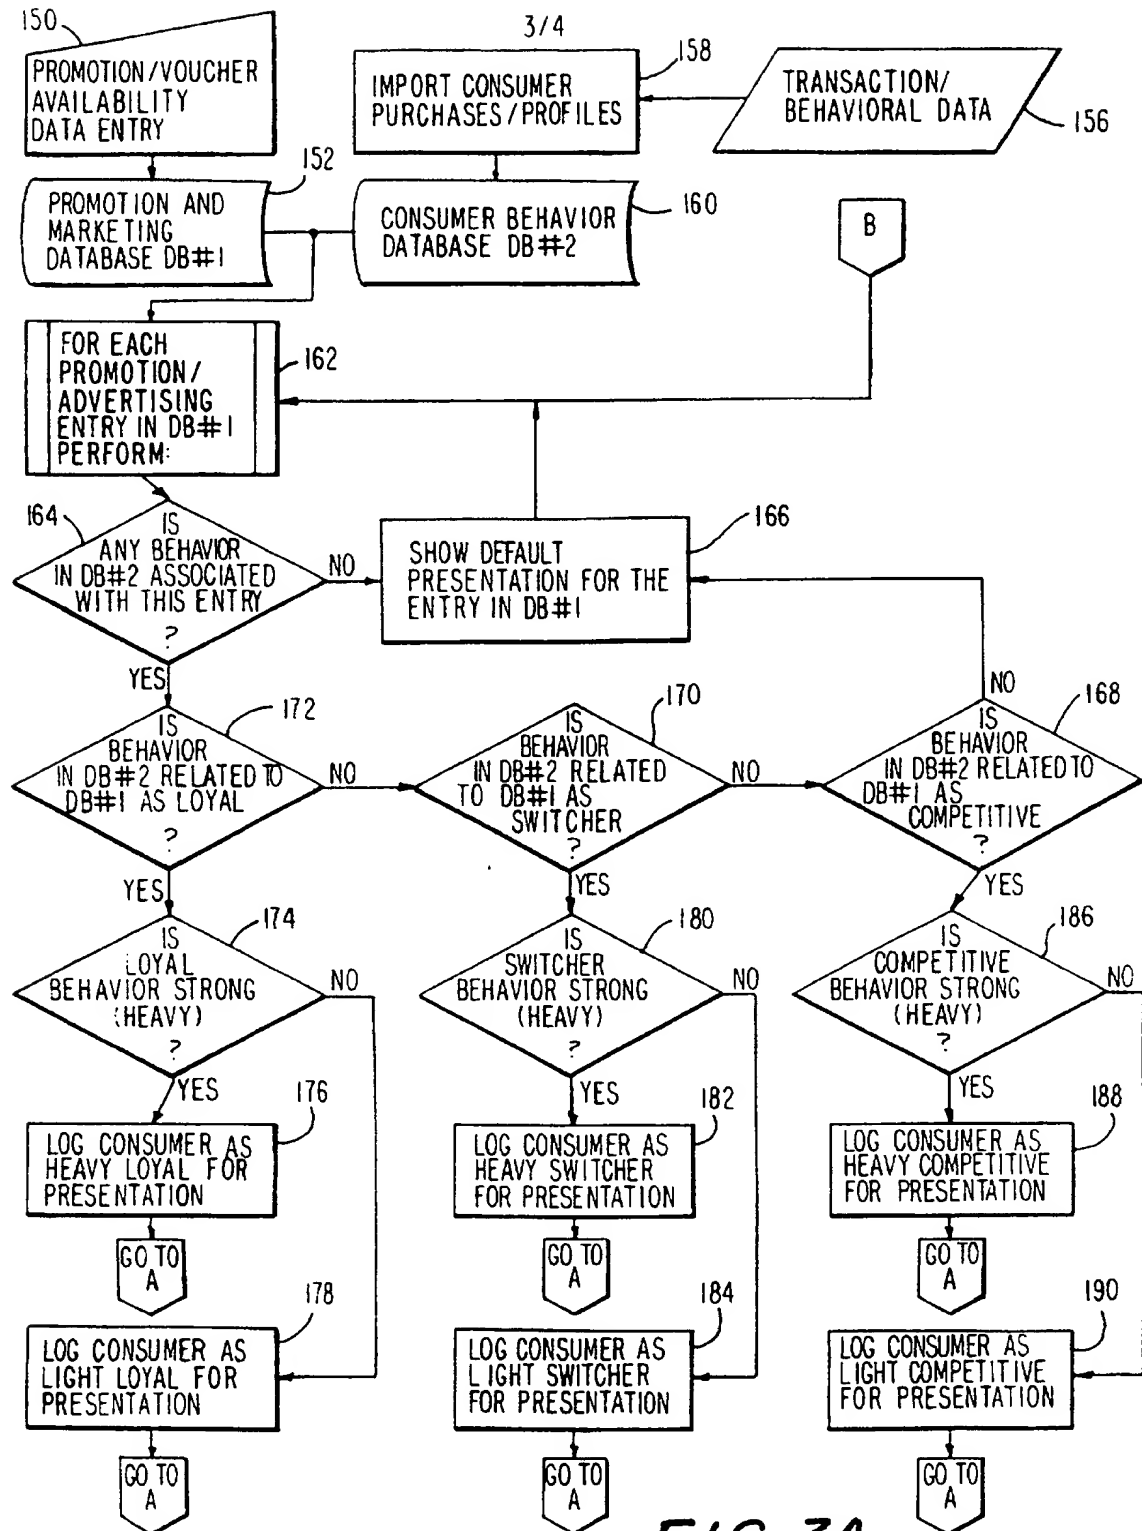 150
3/4
158
PROMOTION/VOUCHER
AVAILABILITY
DATA ENTRY
IMPORT CONSUMER
PURCHASES/PROFILES
TRANSACTION/
BEHAVIORAL DATA
156
152
PROMOTION AND
MARKETING
DATABASE DB#1
CONSUMER BEHAVIOR
DATABASE DB#2
160
B
FOR EACH
PROMOTION/
ADVERTISING
ENTRY IN DB#1
PERFORM:
162
164
IS
ANY BEHAVIOR
IN DB#2 ASSOCIATED
WITH THIS ENTRY
?
NO
YES
SHOW DEFAULT
PRESENTATION FOR THE
ENTRY IN DB#1
166
172
IS
BEHAVIOR
IN DB#2 RELATED TO
DB#1 AS LOYAL
?
NO
YES
170
IS
BEHAVIOR
IN DB#2 RELATED
TO DB#1 AS
SWITCHER
?
NO
YES
NO
168
IS
BEHAVIOR
IN DB#2 RELATED TO
DB#1 AS
COMPETITIVE
?
YES
174
IS
LOYAL
BEHAVIOR STRONG
(HEAVY)
?
NO
YES
180
IS
SWITCHER
BEHAVIOR STRONG
(HEAVY)
?
NO
YES
186
IS
COMPETITIVE
BEHAVIOR STRONG
(HEAVY)
?
NO
YES
176
LOG CONSUMER AS
HEAVY LOYAL FOR
PRESENTATION
182
LOG CONSUMER AS
HEAVY SWITCHER
FOR PRESENTATION
188
LOG CONSUMER AS
HEAVY COMPETITIVE
FOR PRESENTATION
GO TO
A
GO TO
A
GO TO
A
178
LOG CONSUMER AS
LIGHT LOYAL FOR
PRESENTATION
184
LOG CONSUMER AS
LIGHT SWITCHER
FOR PRESENTATION
190
LOG CONSUMER AS
LIGHT COMPETITIVE
FOR PRESENTATION
GO TO
A
GO TO
A
GO TO
A
FIG. 3A